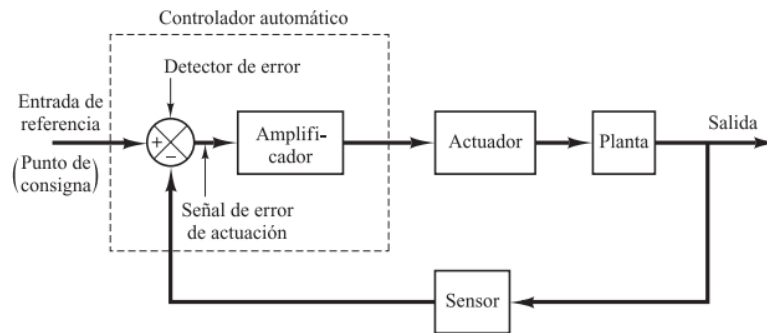 Controlador automático
Detector de error
Entrada de
referencia
(Punto de
consigna)
+
−
Amplifi-
cador
Actuador
Planta
Salida
Señal de error
de actuación
Sensor